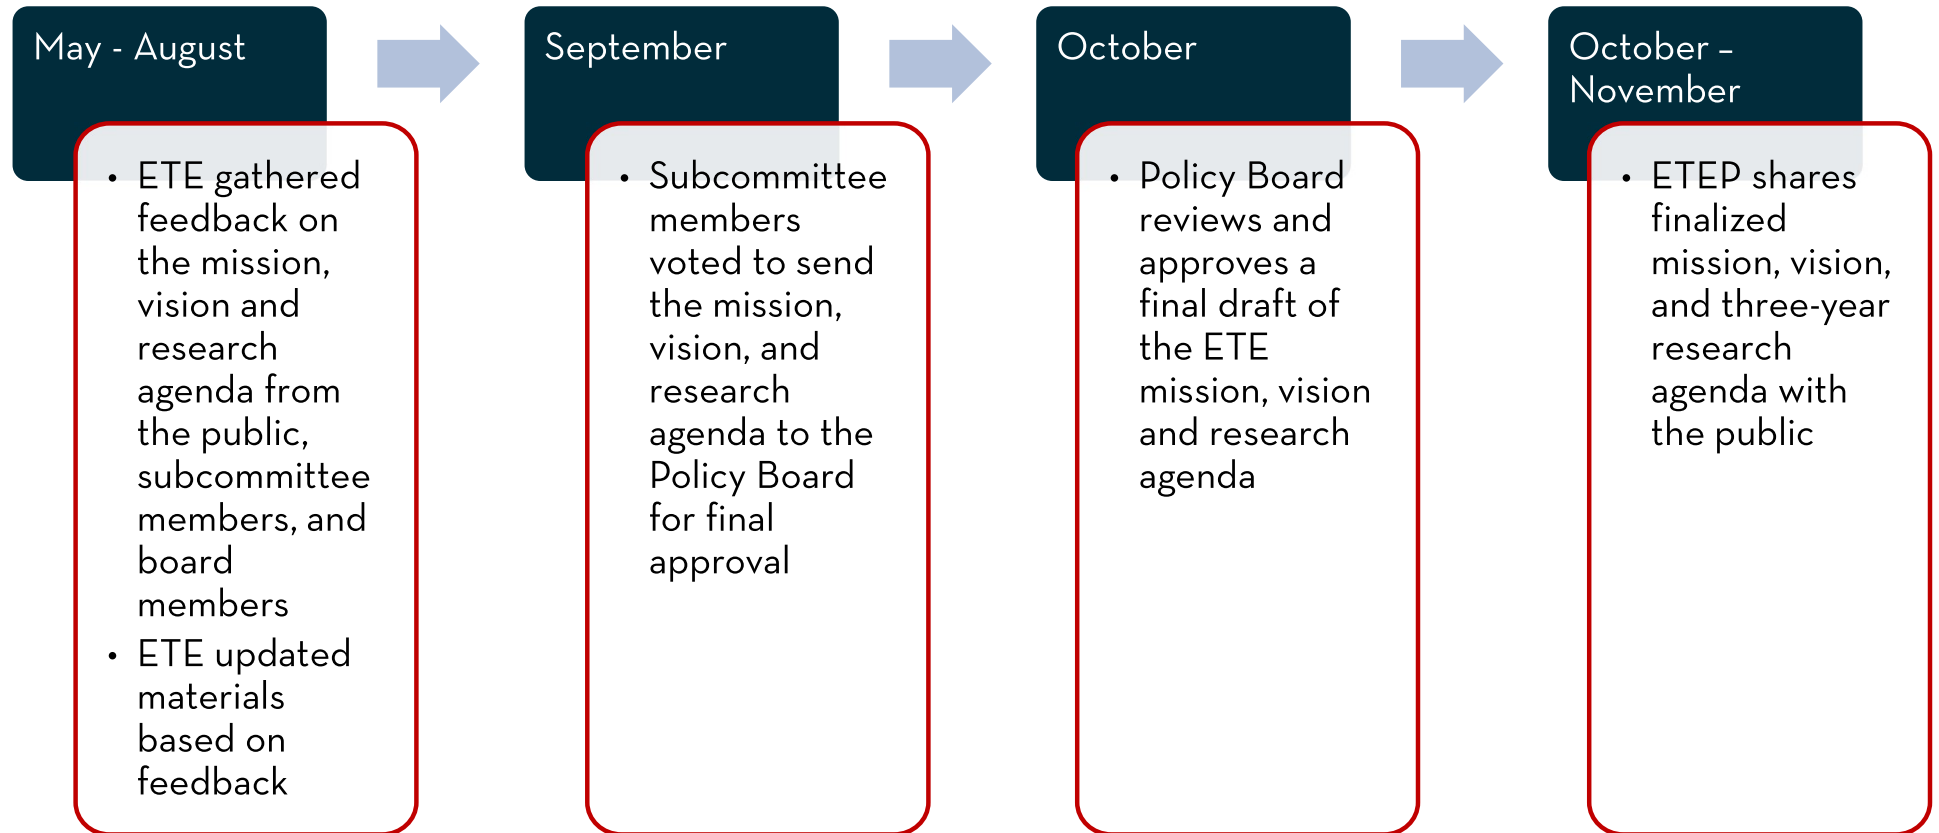 May - August
• ETE gathered
feedback on
the mission,
vision and
research
agenda from
the public,
subcommittee
members, and
board
members
• ETE updated
materials
based on
feedback
September
• Subcommittee
members
voted to send
the mission,
vision, and
research
agenda to the
Policy Board
for final
approval
October
• Policy Board
reviews and
approves a
final draft of
the ETE
mission, vision
and research
agenda
October –
November
• ETEP shares
finalized
mission, vision,
and three-year
research
agenda with
the public